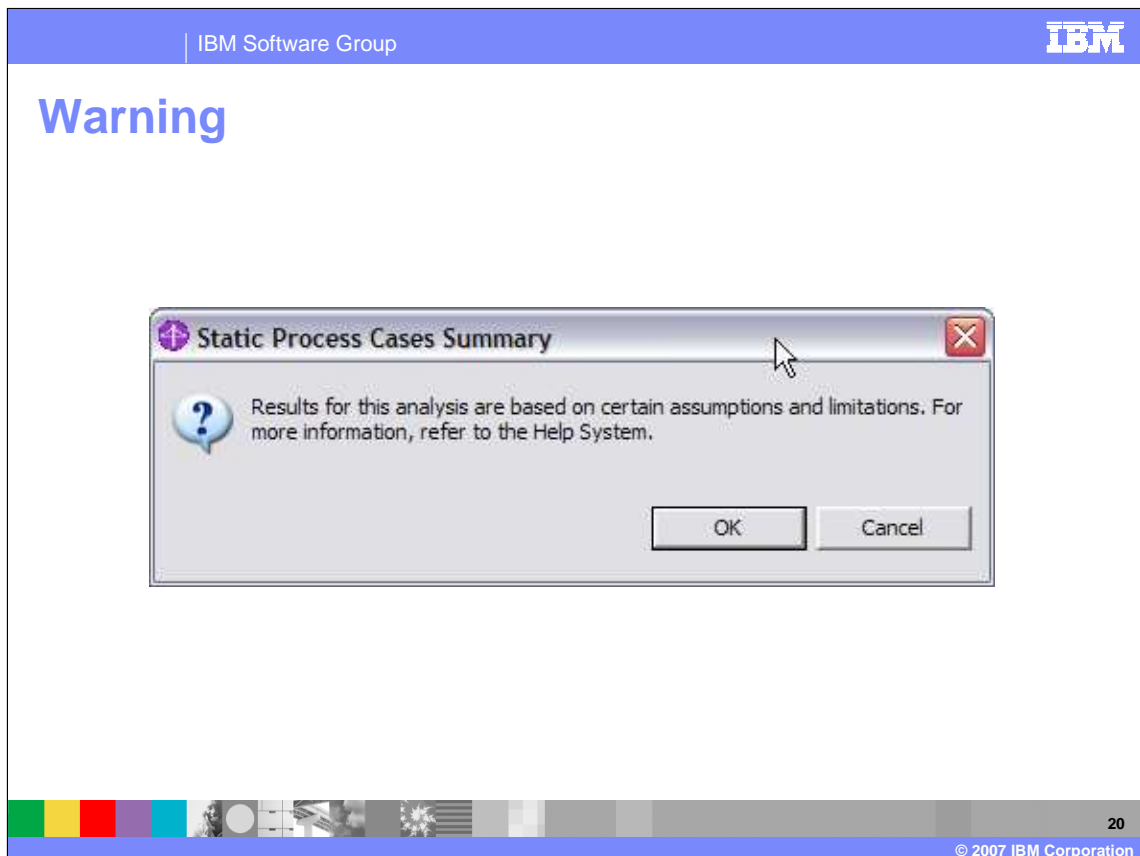 IBM Software Group
IBM
Warning
Static Process Cases Summary
Results for this analysis are based on certain assumptions and limitations. For
more information, refer to the Help System.
OK
Cancel
20
© 2007 IBM Corporation